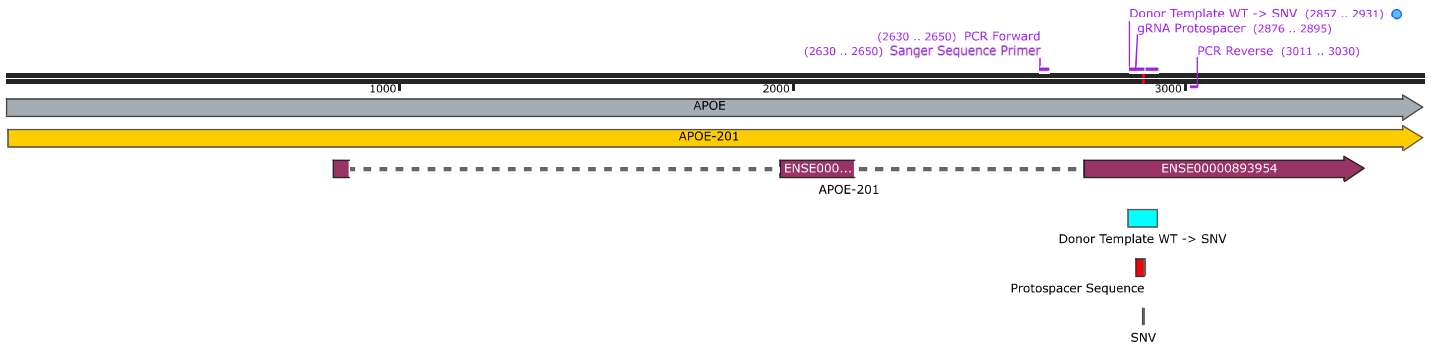 Donor Template WT -> SNV (2857 .. 2931)
gRNA Protospacer (2876 .. 2895)
(2630 .. 2650) PCR Forward
(2630 .. 2650) Sanger Sequence Primer
PCR Reverse (3011 .. 3030)
1000 2000 3000
APOE
APOE-201
ENSE000... ENSE00000893954
APOE-201
Donor Template WT -> SNV
Protospacer Sequence
SNV